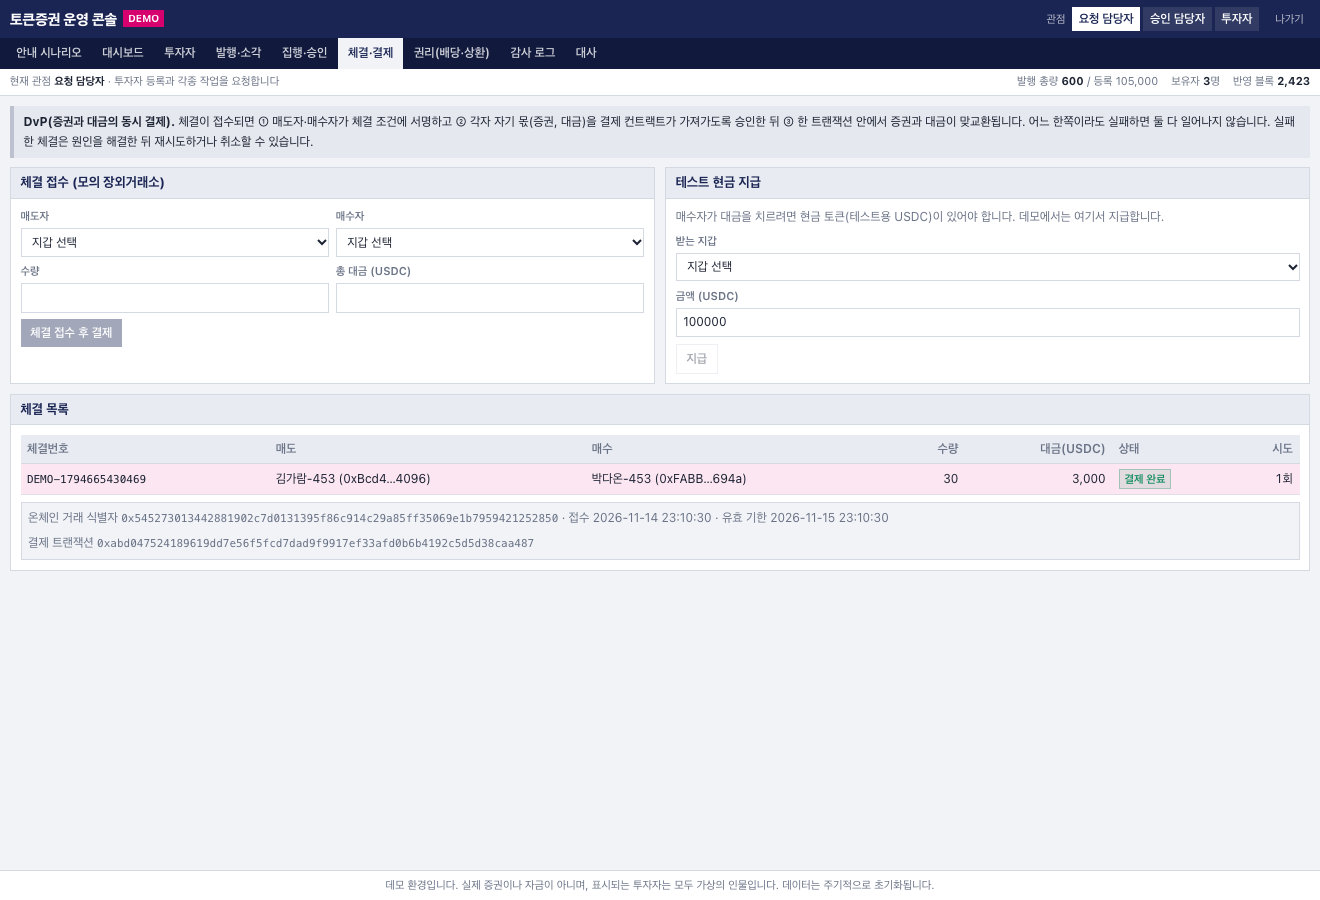 토큰증권 운영 콘솔 DEMO
관점 요청 담당자 승인 담당자 투자자 나가기
안내 시나리오 대시보드 투자자 발행·소각 집행·승인 체결·결제 권리(배당·상환) 감사 로그 대사
현재 관점 요청 담당자 · 투자자 등록과 각종 작업을 요청합니다
발행 총량 600 / 등록 105,000 보유자 3명 반영 블록 2,423
DvP(증권과 대금의 동시 결제). 체결이 접수되면 ① 매도자·매수자가 체결 조건에 서명하고 ② 각자 자기 몫(증권, 대금)을 결제 컨트랙트가 가져가도록 승인한 뒤 ③ 한 트랜잭션 안에서 증권과 대금이 맞교환됩니다. 어느 한쪽이라도 실패하면 둘 다 일어나지 않습니다. 실패
한 체결은 원인을 해결한 뒤 재시도하거나 취소할 수 있습니다.
체결 접수 (모의 장외거래소)
매도자 매수자
지갑 선택 지갑 선택
수량 총 대금 (USDC)
체결 접수 후 결제
테스트 현금 지급
매수자가 대금을 치르려면 현금 토큰(테스트용 USDC)이 있어야 합니다. 데모에서는 여기서 지급합니다.
받는 지갑
지갑 선택
금액 (USDC)
100000
지급
체결 목록
체결번호 매도 매수 수량 대금(USDC) 상태 시도
DEMO-1794665430469 김가람-453 (0xBcd4…4096) 박다온-453 (0xFABB…694a) 30 3,000 결제 완료 1회
온체인 거래 식별자 0x545273013442881902c7d0131395f86c914c29a85ff35069e1b7959421252850 · 접수 2026-11-14 23:10:30 · 유효 기한 2026-11-15 23:10:30
결제 트랜잭션 0xabd047524189619dd7e56f5fcd7dad9f9917ef33afd0b6b4192c5d5d38caa487
데모 환경입니다. 실제 증권이나 자금이 아니며, 표시되는 투자자는 모두 가상의 인물입니다. 데이터는 주기적으로 초기화됩니다.